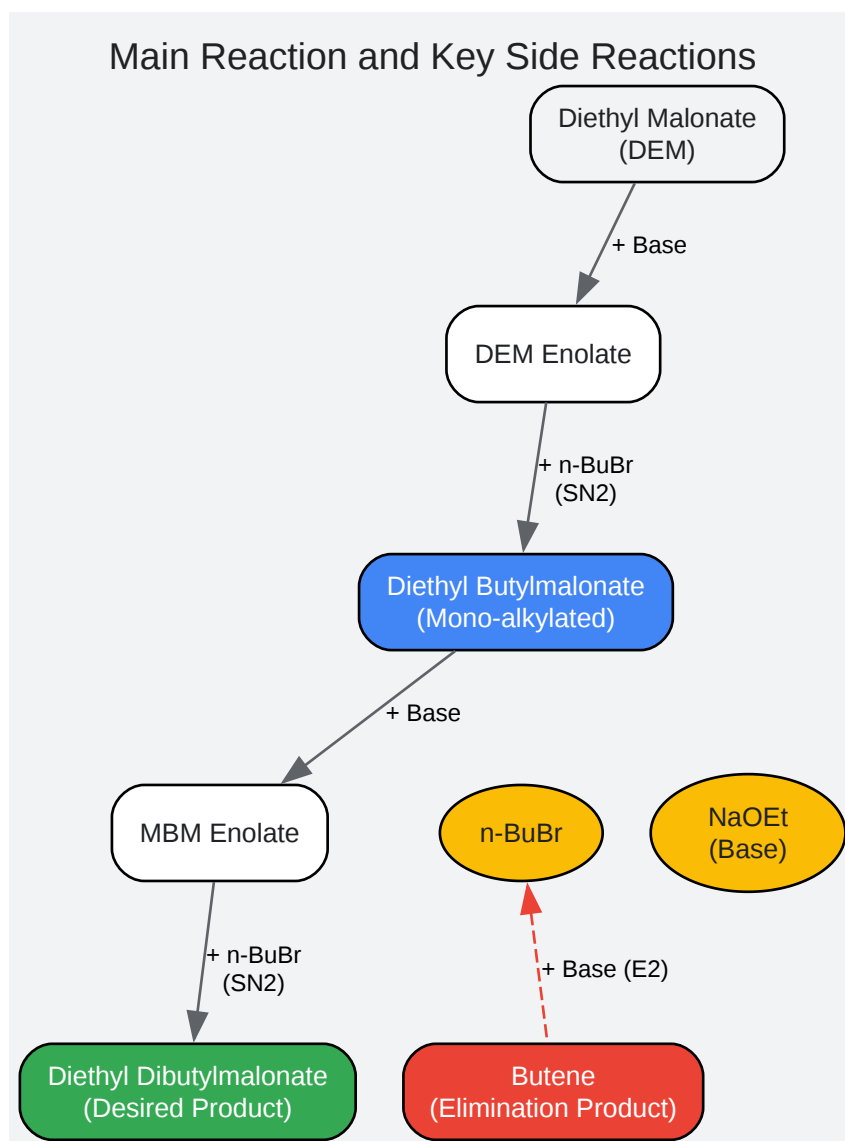 Main Reaction and Key Side Reactions
Diethyl Malonate
(DEM)
+ Base
DEM Enolate
+ n-BuBr
(SN2)
Diethyl Butylmalonate
(Mono-alkylated)
+ Base
MBM Enolate
n-BuBr
NaOEt
(Base)
+ n-BuBr
(SN2)
+ Base (E2)
Diethyl Dibutylmalonate
(Desired Product)
Butene
(Elimination Product)